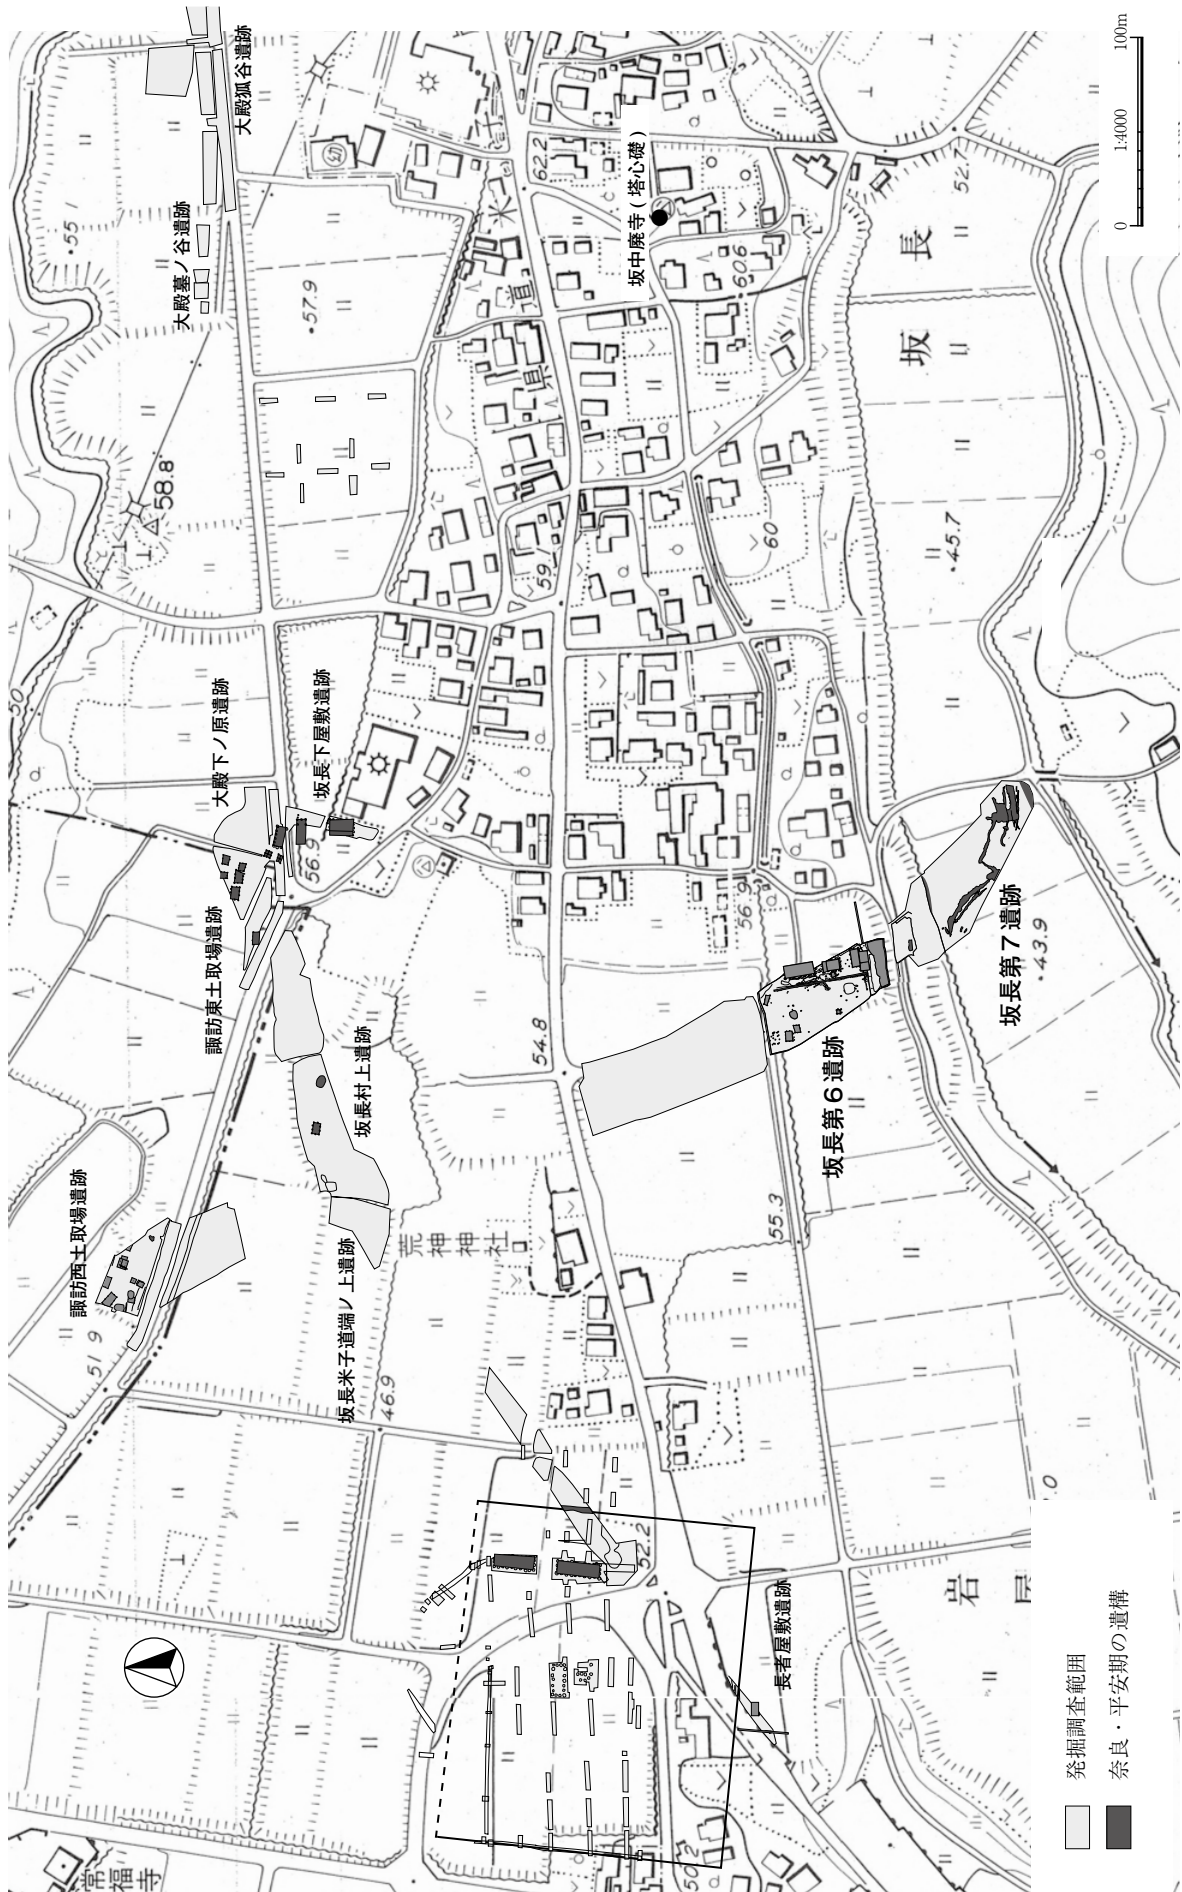 大殿狐谷遺跡
大殿墓ノ谷遺跡
大殿下ノ原遺跡
坂長下屋敷遺跡
諏訪東土取場遺跡
坂長村上遺跡
諏訪西土取場遺跡
坂長米子道端ノ上遺跡
坂中廃寺(塔心礎)
坂長第6遺跡
坂長第7遺跡
長者屋敷遺跡
荒神神社
常福寺
坂長
岩屋
幼
55
57.9
58.8
50
62.2
60.6
52.7
59
60
45.7
56.9
56.9
54.8
43.9
55.3
51.9
46.9
52.2
50.2
0
1:4000
100m
発掘調査範囲
奈良・平安期の遺構